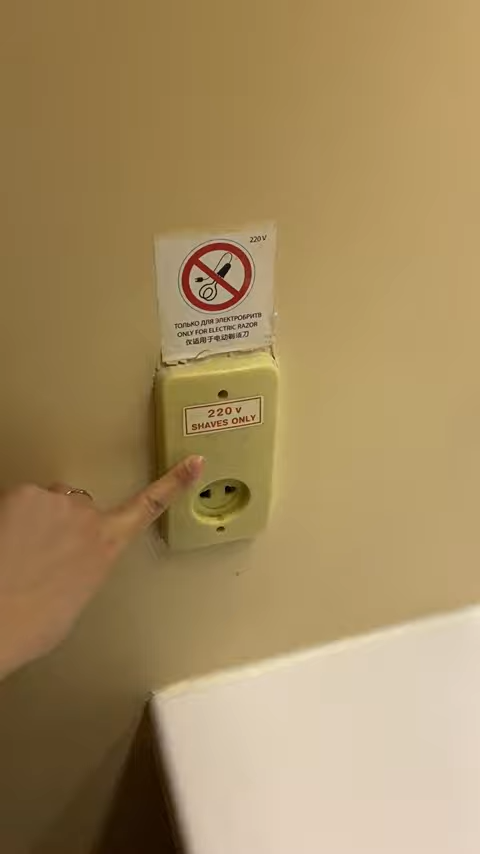 220 V
ТОЛЬКО ДЛЯ ЭЛЕКТРОБРИТВ
ONLY FOR ELECTRIC RAZOR
仅适用于电动剃须刀
220 v
SHAVES ONLY